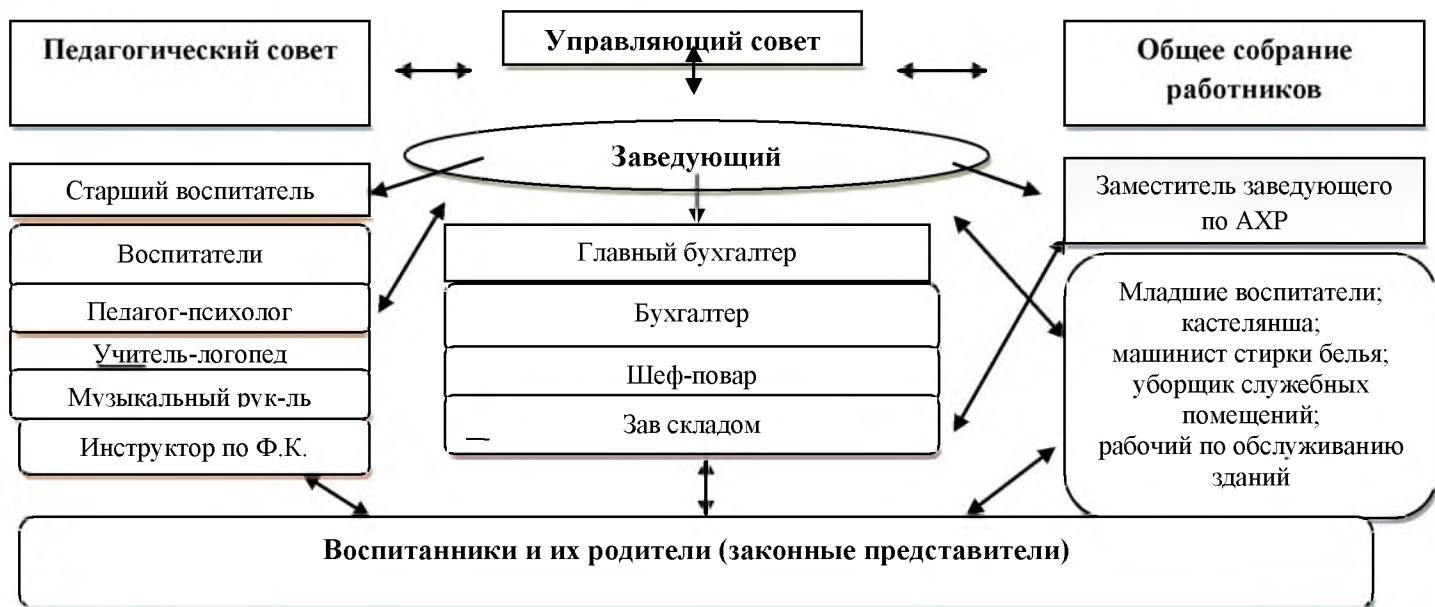 Педагогический совет
Управляющий совет
Общее собрание
работников
Заведующий
Старший воспитатель
Воспитатели
Педагог-психолог
Учитель-логопед
Музыкальный рук-ль
Инструктор по Ф.К.
Главный бухгалтер
Бухгалтер
Шеф-повар
Зав складом
Заместитель заведующего
по АХР
Младшие воспитатели;
кастелянша;
машинист стирки белья;
уборщик служебных
помещений;
рабочий по обслуживанию
зданий
Воспитанники и их родители (законные представители)